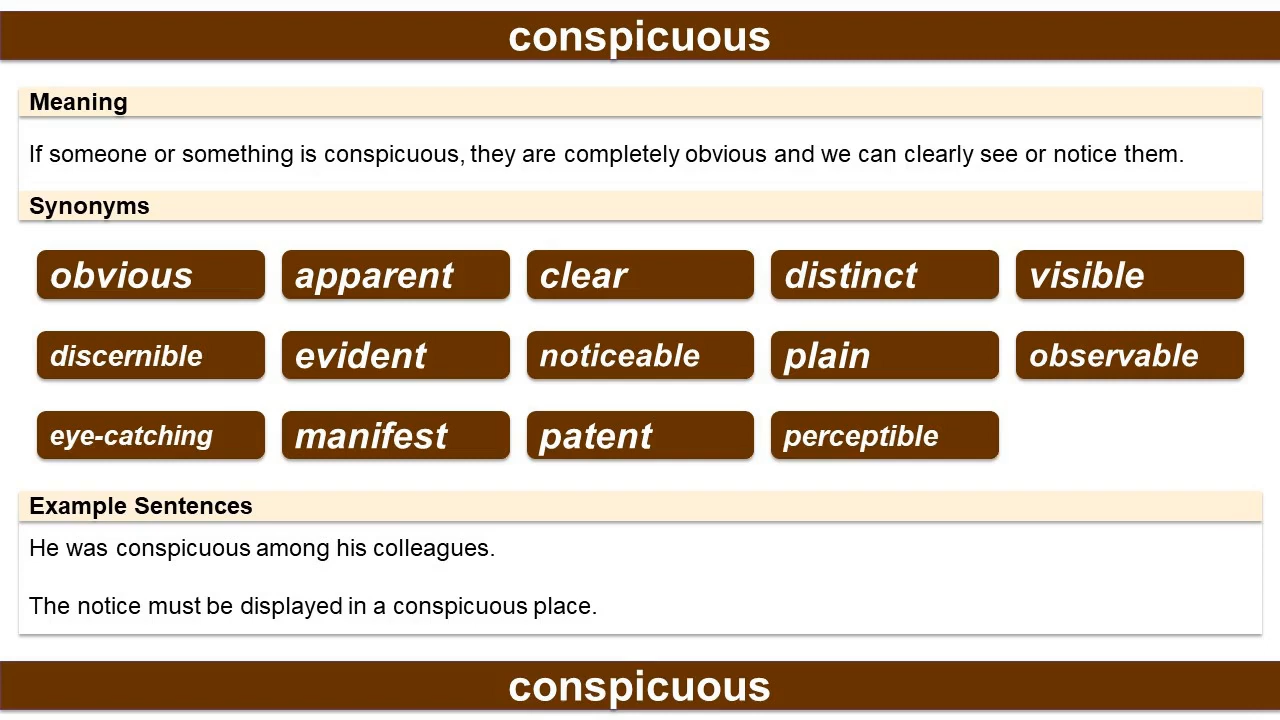 conspicuous
Meaning
If someone or something is conspicuous, they are completely obvious and we can clearly see or notice them.
Synonyms
obvious apparent clear distinct visible
discernible evident noticeable plain observable
eye-catching manifest patent perceptible
Example Sentences
He was conspicuous among his colleagues.
The notice must be displayed in a conspicuous place.
conspicuous